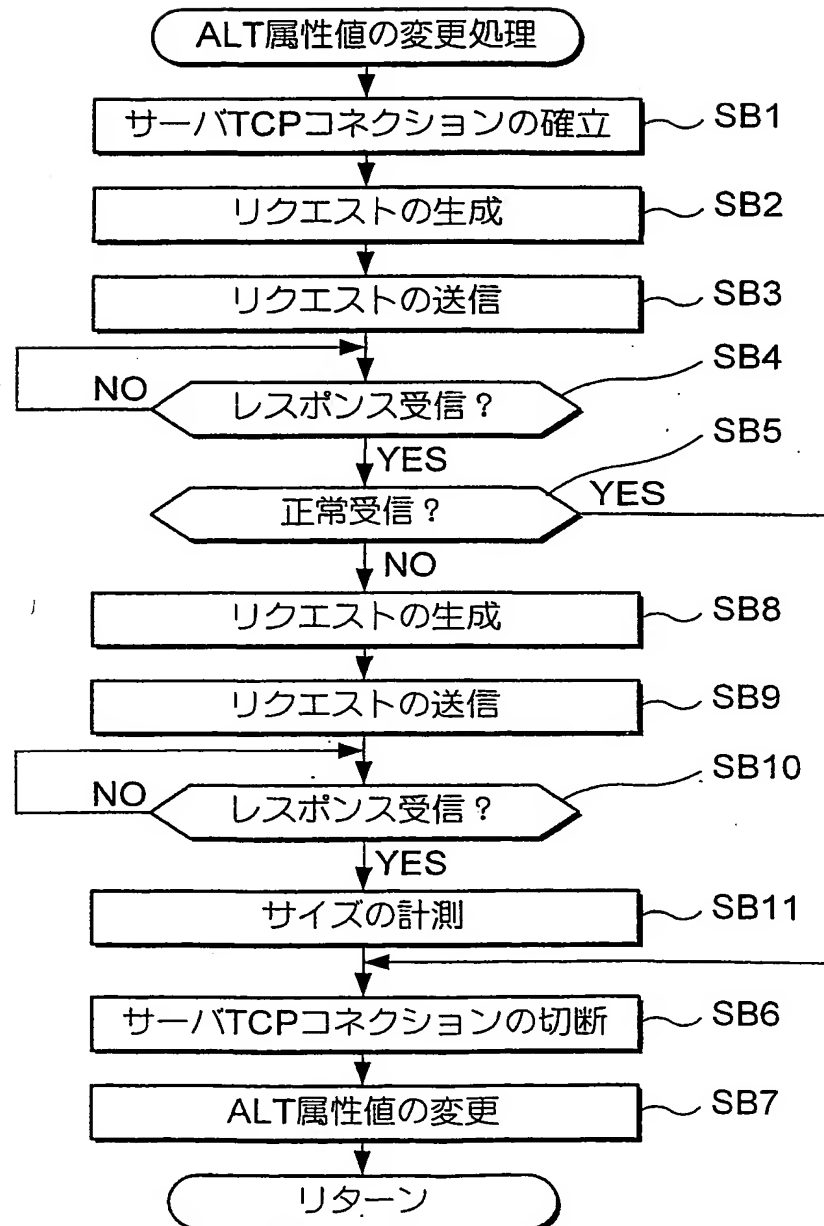 ALT属性値の変更処理
サーバTCPコネクションの確立 SB1
リクエストの生成 SB2
リクエストの送信 SB3
SB4
NO レスポンス受信？
YES
SB5
正常受信？ YES
NO
リクエストの生成 SB8
リクエストの送信 SB9
SB10
NO レスポンス受信？
YES
サイズの計測 SB11
サーバTCPコネクションの切断 SB6
ALT属性値の変更 SB7
リターン